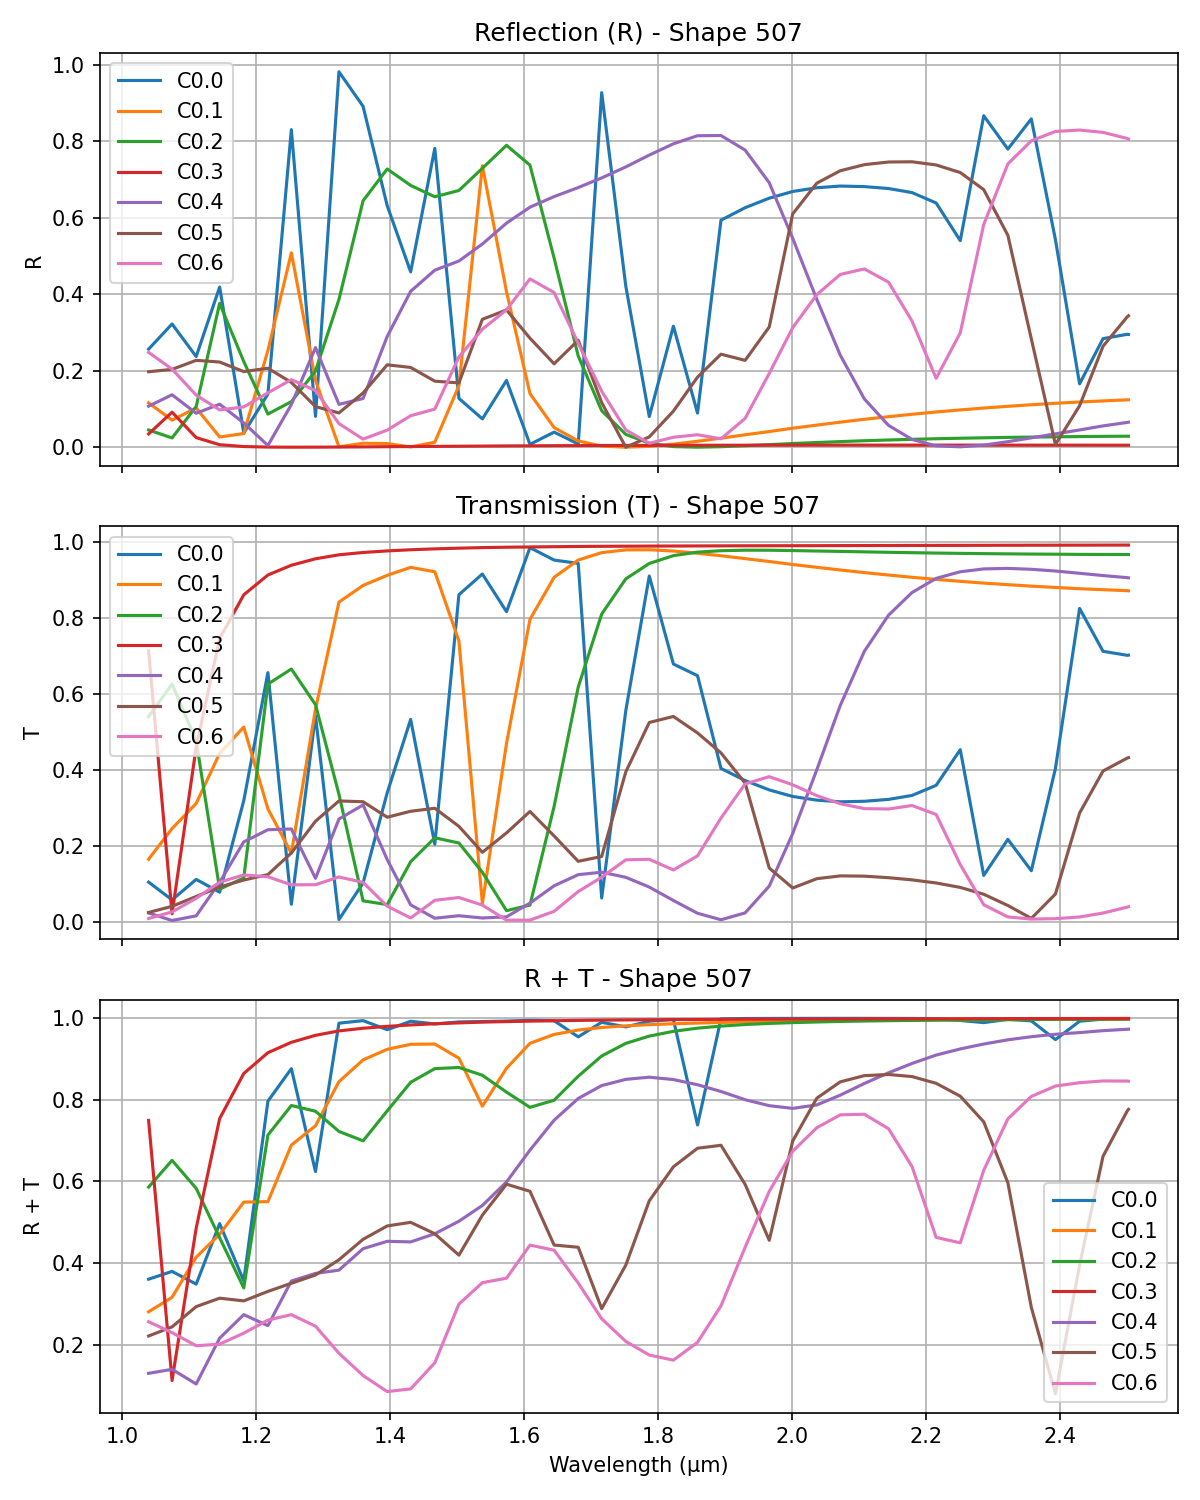 Reflection (R) - Shape 507
1.0
0.8
0.6
0.4
0.2
0.0
R
C0.0
C0.1
C0.2
C0.3
C0.4
C0.5
C0.6
Transmission (T) - Shape 507
1.0
0.8
0.6
0.4
0.2
0.0
T
C0.0
C0.1
C0.2
C0.3
C0.4
C0.5
C0.6
R + T - Shape 507
1.0
0.8
0.6
0.4
0.2
R + T
C0.0
C0.1
C0.2
C0.3
C0.4
C0.5
C0.6
1.0 1.2 1.4 1.6 1.8 2.0 2.2 2.4
Wavelength (μm)